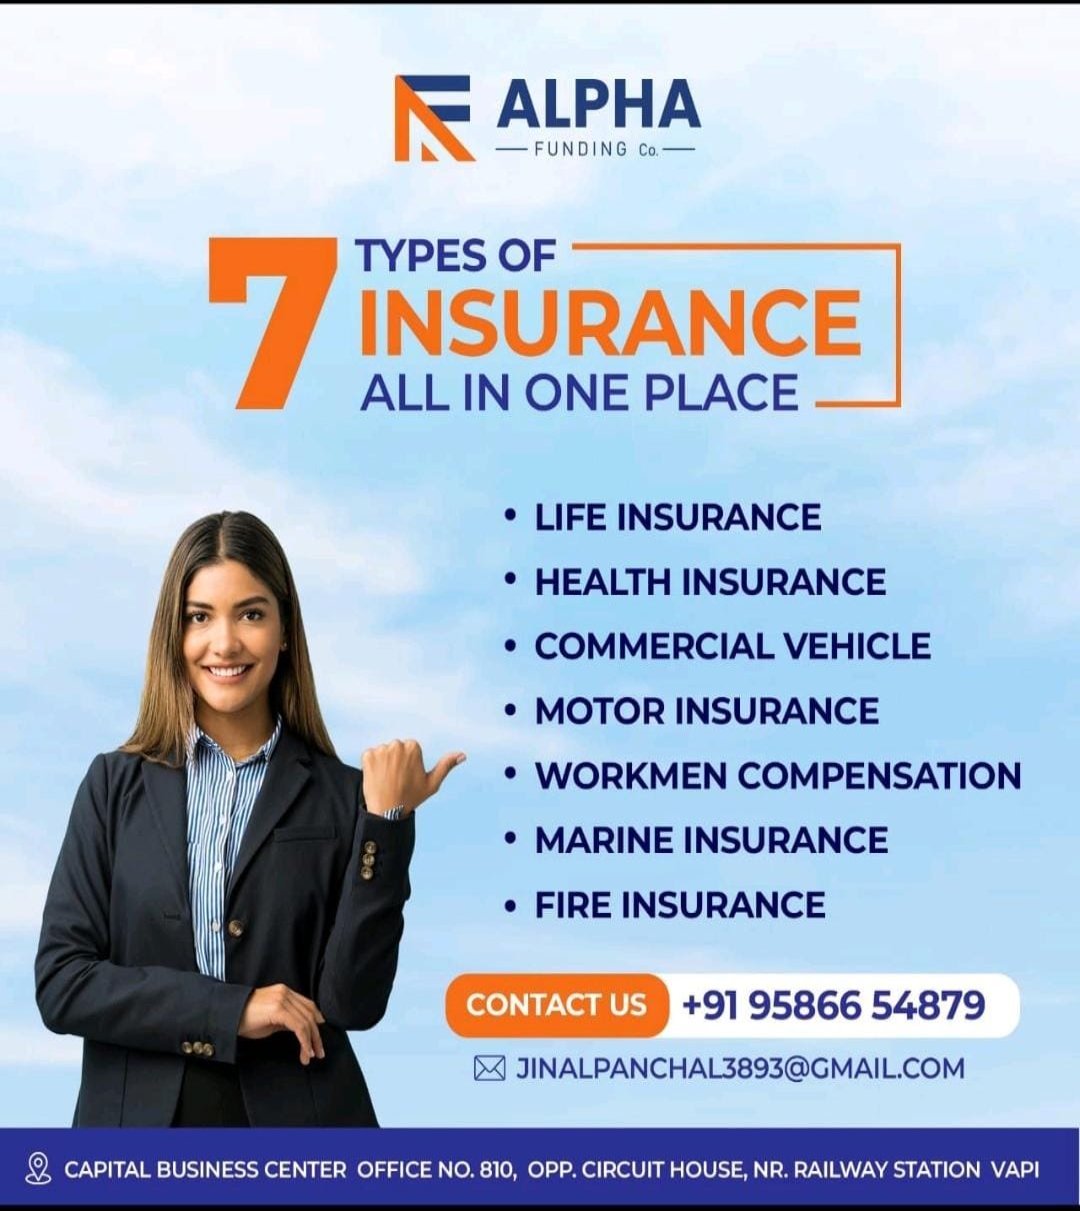 ALPHA
FUNDING Co.
7 TYPES OF
INSURANCE
ALL IN ONE PLACE
• LIFE INSURANCE
• HEALTH INSURANCE
• COMMERCIAL VEHICLE
• MOTOR INSURANCE
• WORKMEN COMPENSATION
• MARINE INSURANCE
• FIRE INSURANCE
CONTACT US +91 95866 54879
JINALPANCHAL3893@GMAIL.COM
CAPITAL BUSINESS CENTER OFFICE NO. 810, OPP. CIRCUIT HOUSE, NR. RAILWAY STATION VAPI